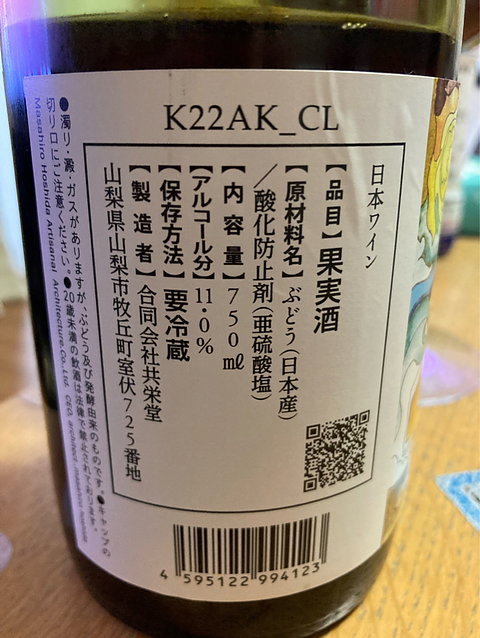 K22AK_CL
日本ワイン
【品目】果実酒
【原材料名】ぶどう(日本産)
／酸化防止剤(亜硫酸塩)
【内容量】750㎖
【アルコール分】11.0%
【保存方法】要冷蔵
【製造者】合同会社共栄堂
山梨県山梨市牧丘町室伏725番地
●濁り・澱・ガスがありますが、ぶどう及び発酵由来のものです。●キャップの
切り口にご注意ください。●20歳未満の飲酒は法律で禁止されております。
Masahiro Hoshida Artisanal Architecture.Co.,Ltd.
4 595122 994123